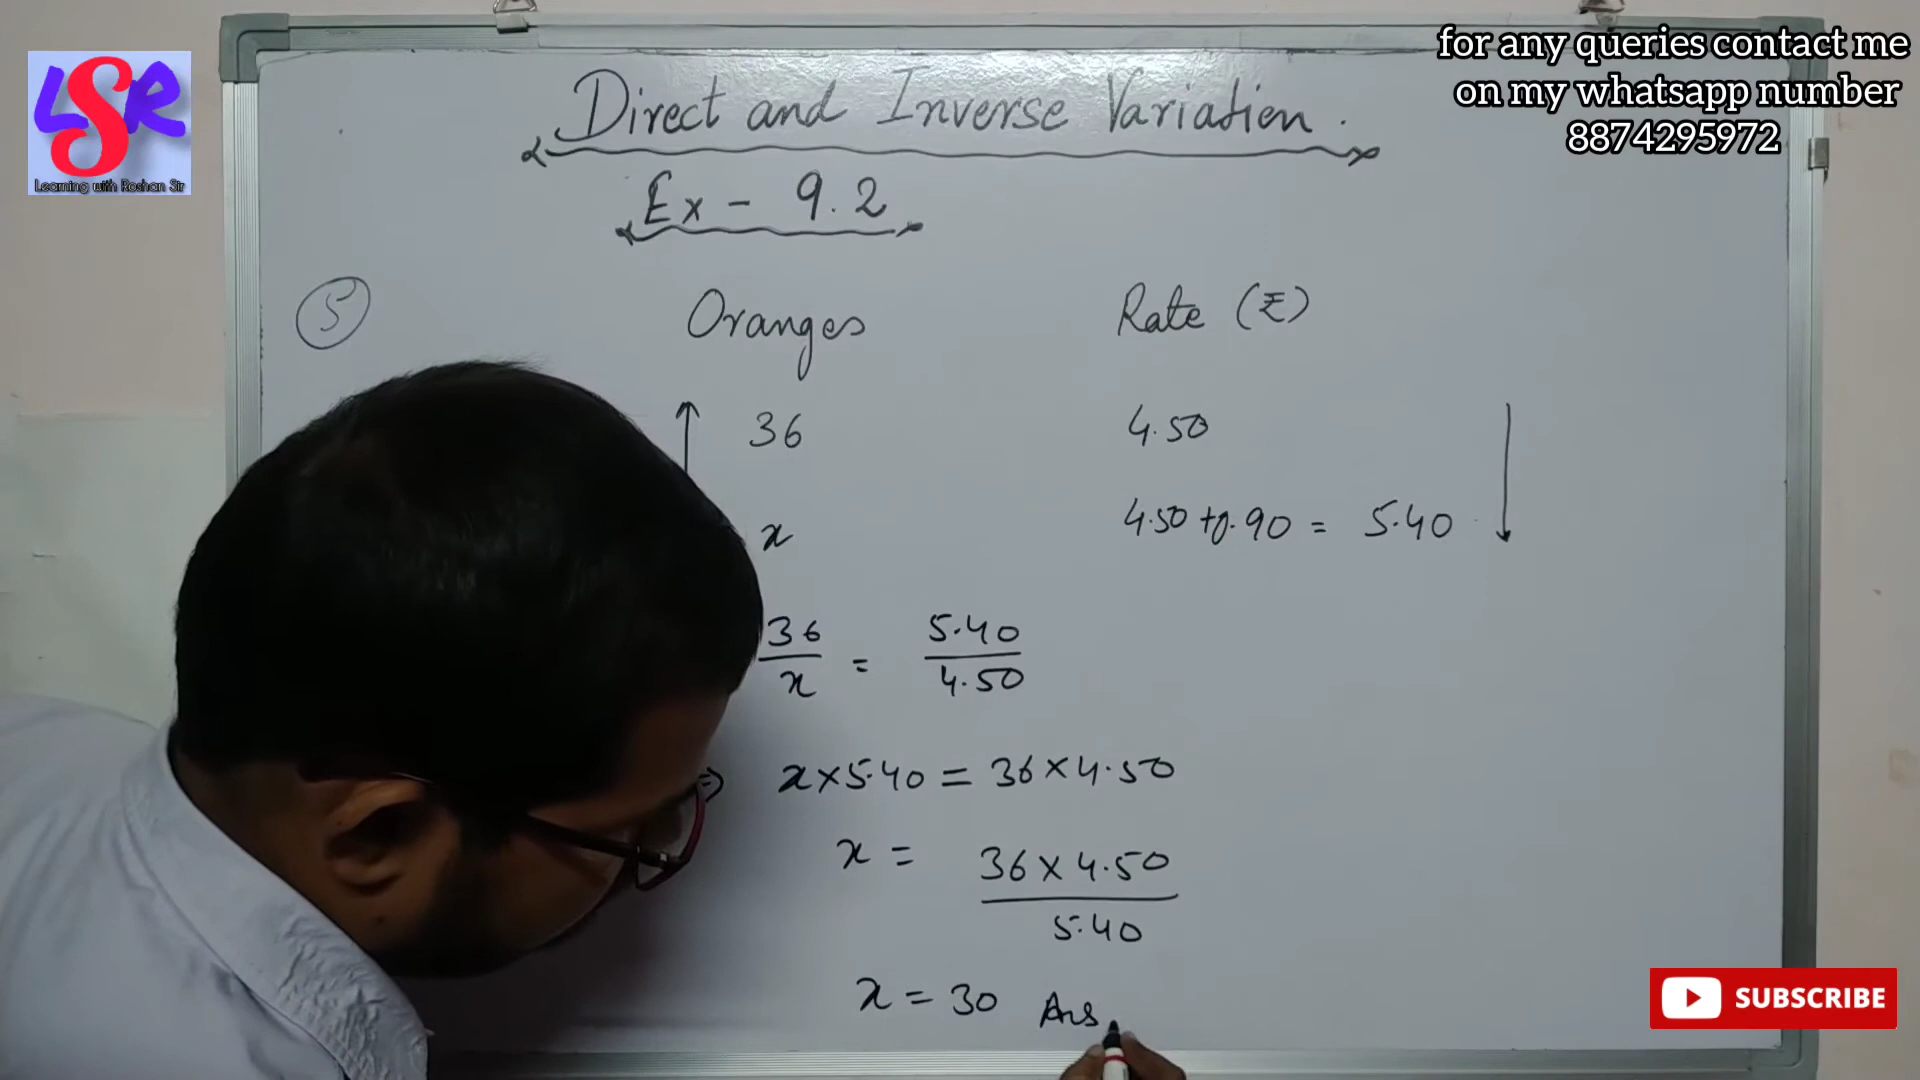 for any queries contact me
on my whatsapp number
8874295972
LSR
Learning with Roshan Sir
Direct and Inverse Variation.
Ex - 9.2
5
Oranges Rate (₹)
36 4.50
x 4.50 + 0.90 = 5.40
36/x = 5.40/4.50
⇒ x × 5.40 = 36 × 4.50
x = 36 × 4.50 / 5.40
x = 30 Ans
SUBSCRIBE